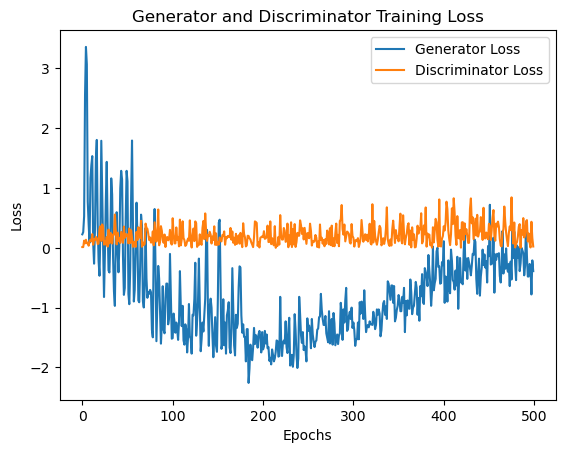 Generator and Discriminator Training Loss
Generator Loss
Discriminator Loss
3
2
1
0
−1
−2
Loss
0 100 200 300 400 500
Epochs